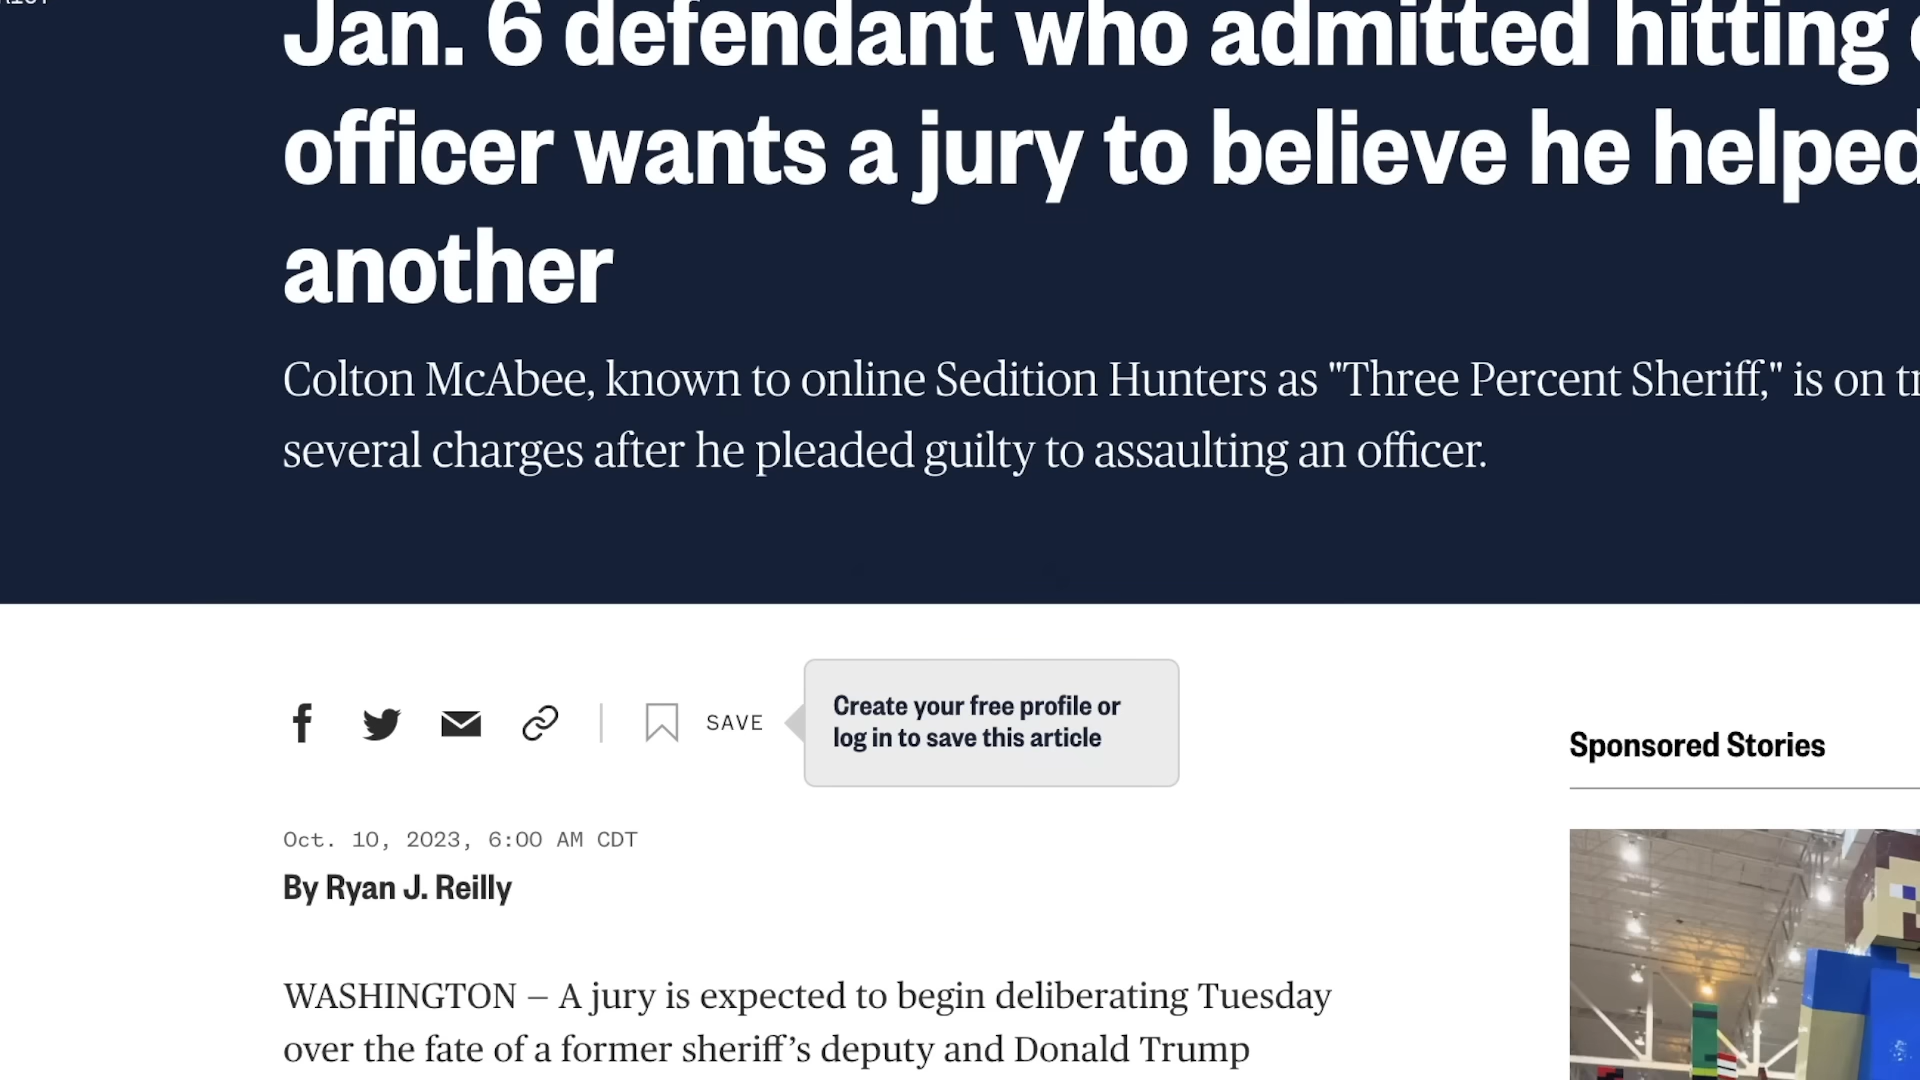 Jan. 6 defendant who admitted hitting
officer wants a jury to believe he helped
another
Colton McAbee, known to online Sedition Hunters as "Three Percent Sheriff," is on
several charges after he pleaded guilty to assaulting an officer.
SAVE
Create your free profile or
log in to save this article
Sponsored Stories
Oct. 10, 2023, 6:00 AM CDT
By Ryan J. Reilly
WASHINGTON — A jury is expected to begin deliberating Tuesday
over the fate of a former sheriff's deputy and Donald Trump